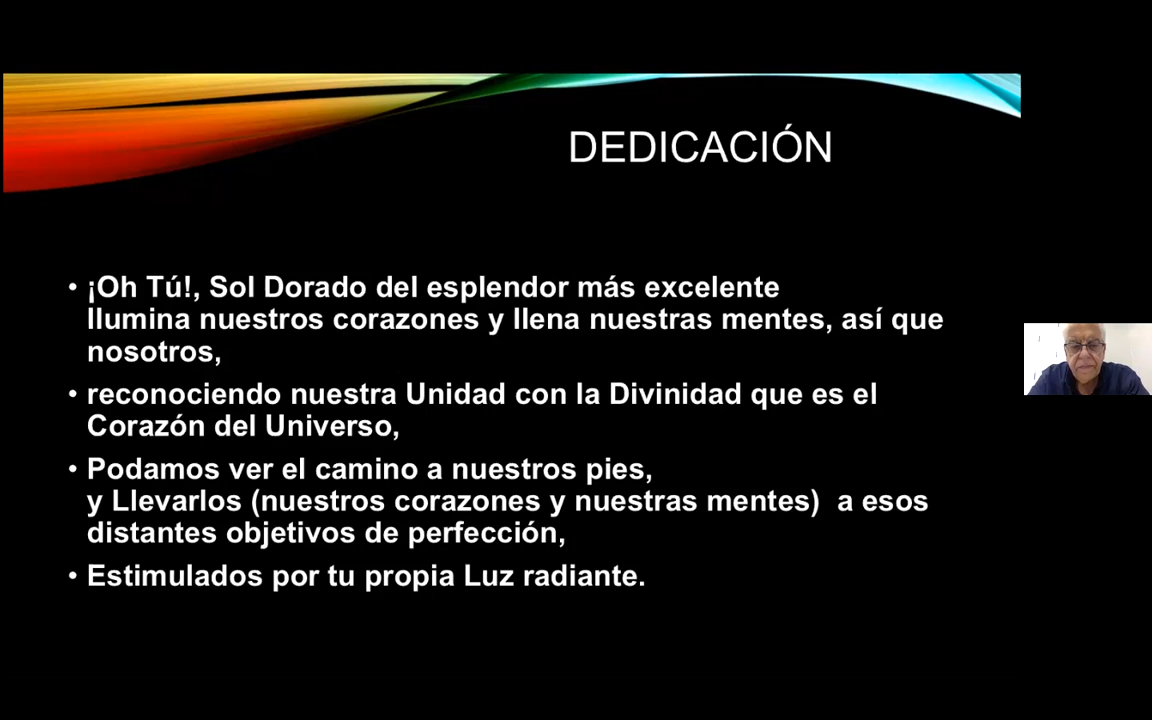 DEDICACIÓN
• ¡Oh Tú!, Sol Dorado del esplendor más excelente
Ilumina nuestros corazones y llena nuestras mentes, así que
nosotros,
• reconociendo nuestra Unidad con la Divinidad que es el
Corazón del Universo,
• Podamos ver el camino a nuestros pies,
y Llevarlos (nuestros corazones y nuestras mentes)  a esos
distantes objetivos de perfección,
• Estimulados por tu propia Luz radiante.